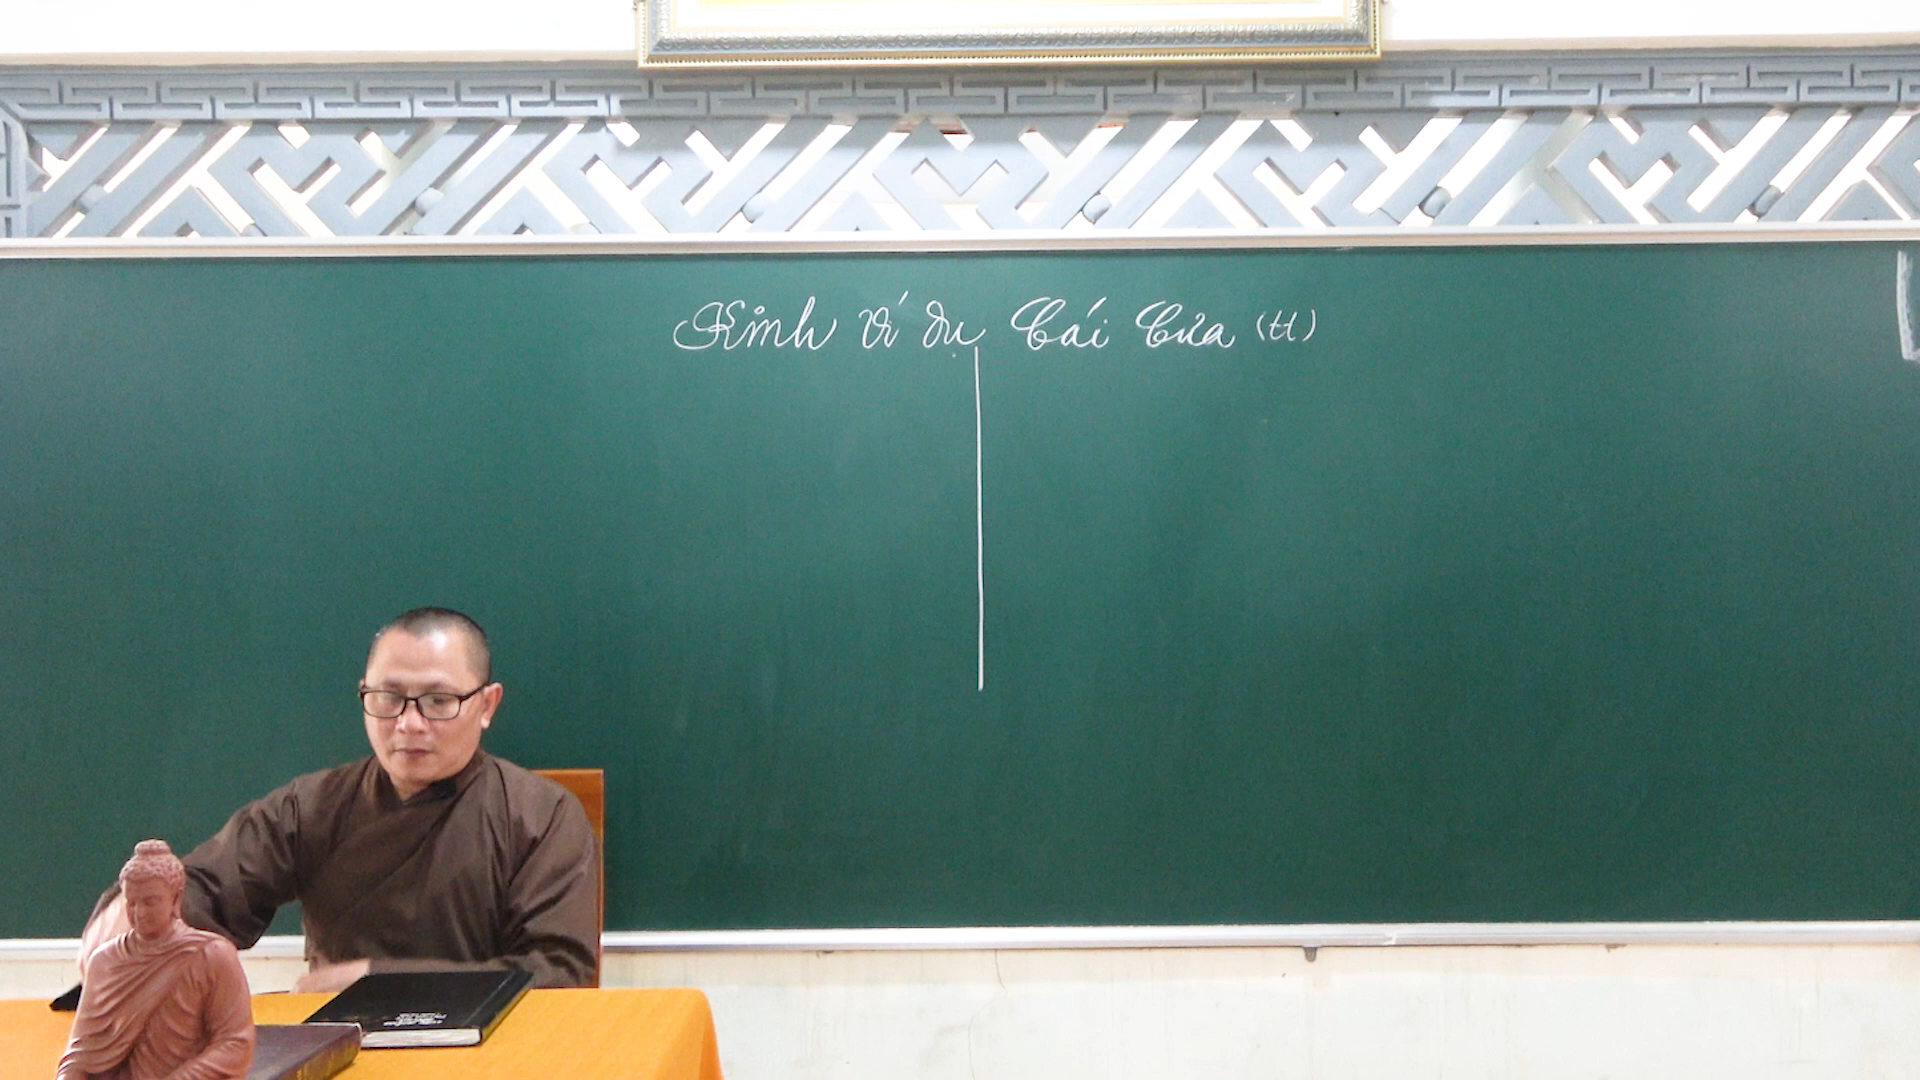 Kinh ví dụ Cái Cưa (tt)